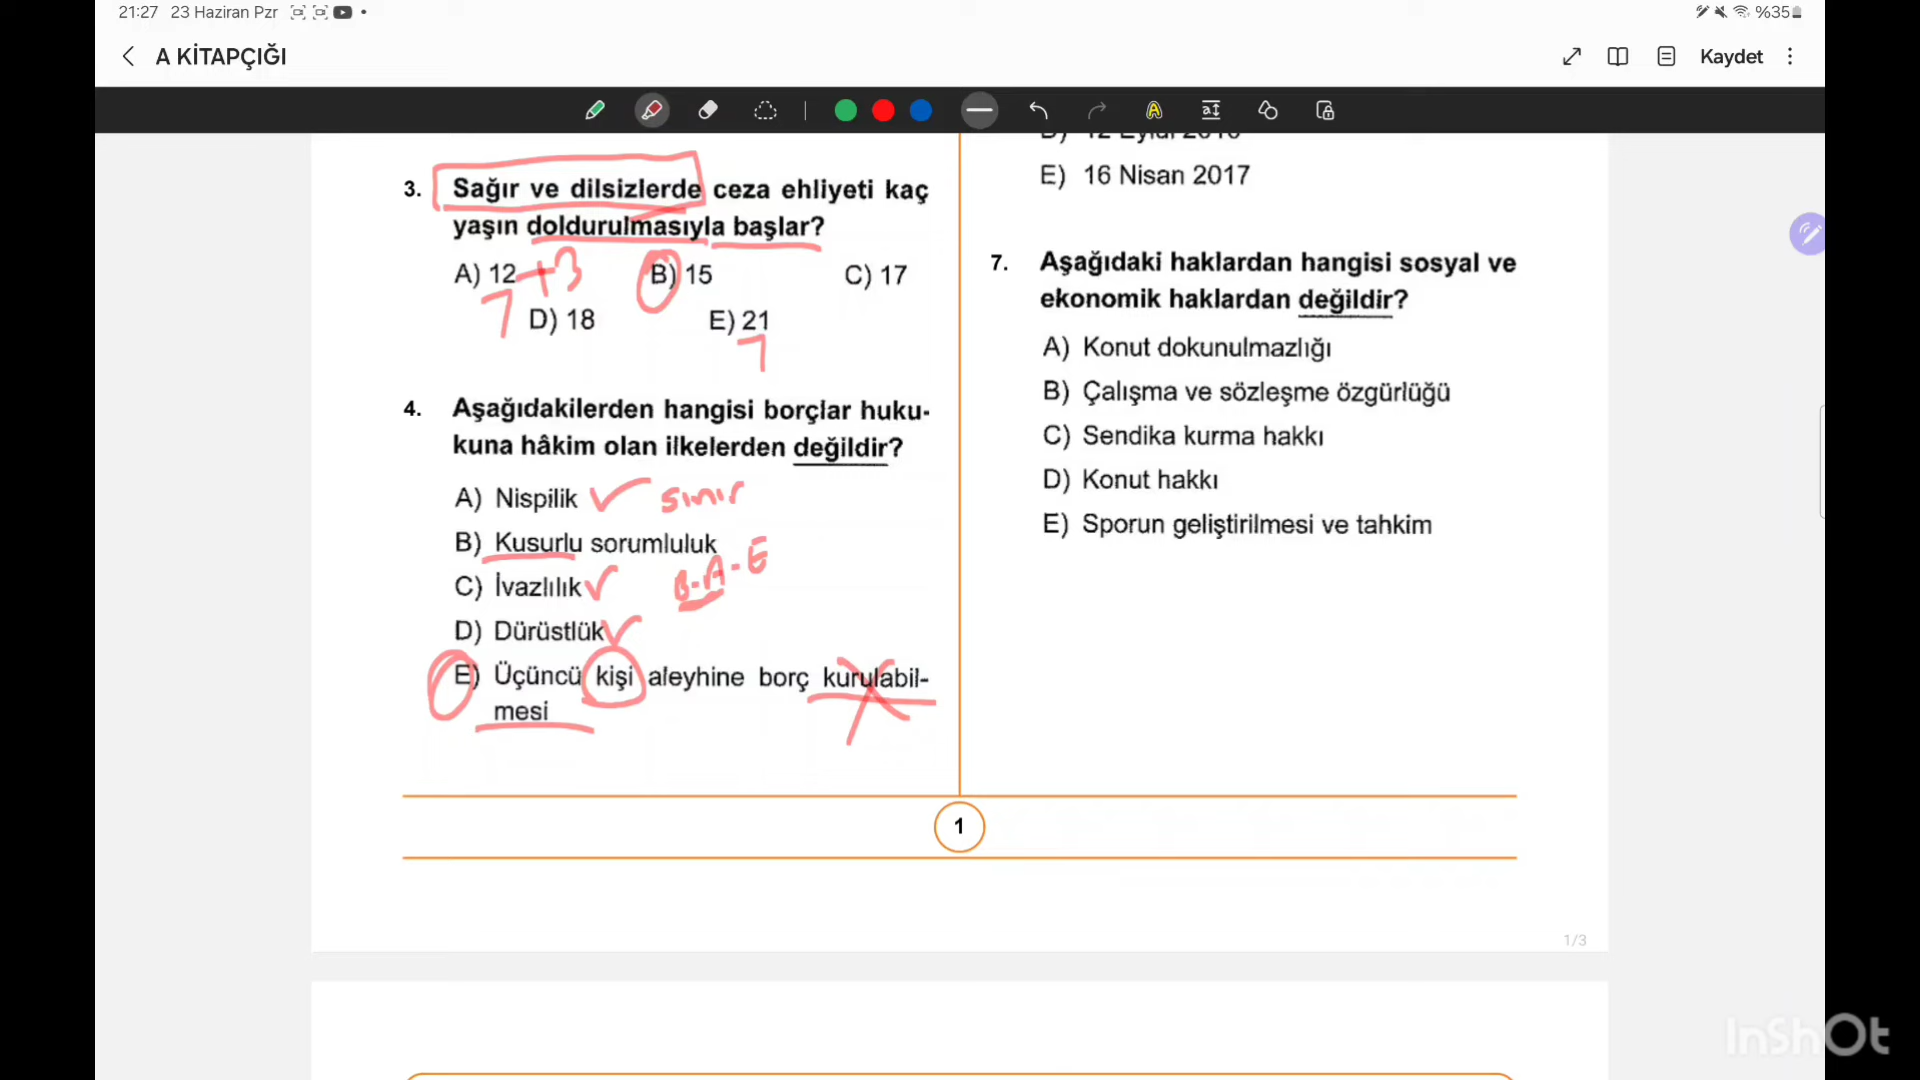 21:27 23 Haziran Pzr
%35
A KİTAPÇIĞI
Kaydet
3. Sağır ve dilsizlerde ceza ehliyeti kaç
yaşın doldurulmasıyla başlar?
A) 12 +3 B) 15 C) 17
7 D) 18 E) 21
7
4. Aşağıdakilerden hangisi borçlar huku-
kuna hâkim olan ilkelerden değildir?
A) Nispilik sınır
B) Kusurlu sorumluluk
C) İvazlılık B.A.E
D) Dürüstlük
E) Üçüncü kişi aleyhine borç kurulabil-
mesi
D) 12 Eylül 2010
E) 16 Nisan 2017
7. Aşağıdaki haklardan hangisi sosyal ve
ekonomik haklardan değildir?
A) Konut dokunulmazlığı
B) Çalışma ve sözleşme özgürlüğü
C) Sendika kurma hakkı
D) Konut hakkı
E) Sporun geliştirilmesi ve tahkim
1
1/3
InShOt